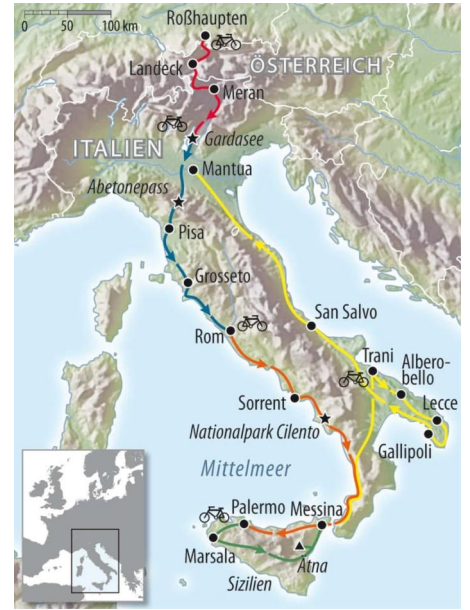 0 50 100 km
Roßhaupten
Landeck
ÖSTERREICH
Meran
ITALIEN
Gardasee
Mantua
Abetonepass
Pisa
Grosseto
San Salvo
Rom
Trani
Albero-
bello
Sorrent
Lecce
Nationalpark Cilento
Gallipoli
Mittelmeer
Palermo
Messina
Marsala
Ätna
Sizilien